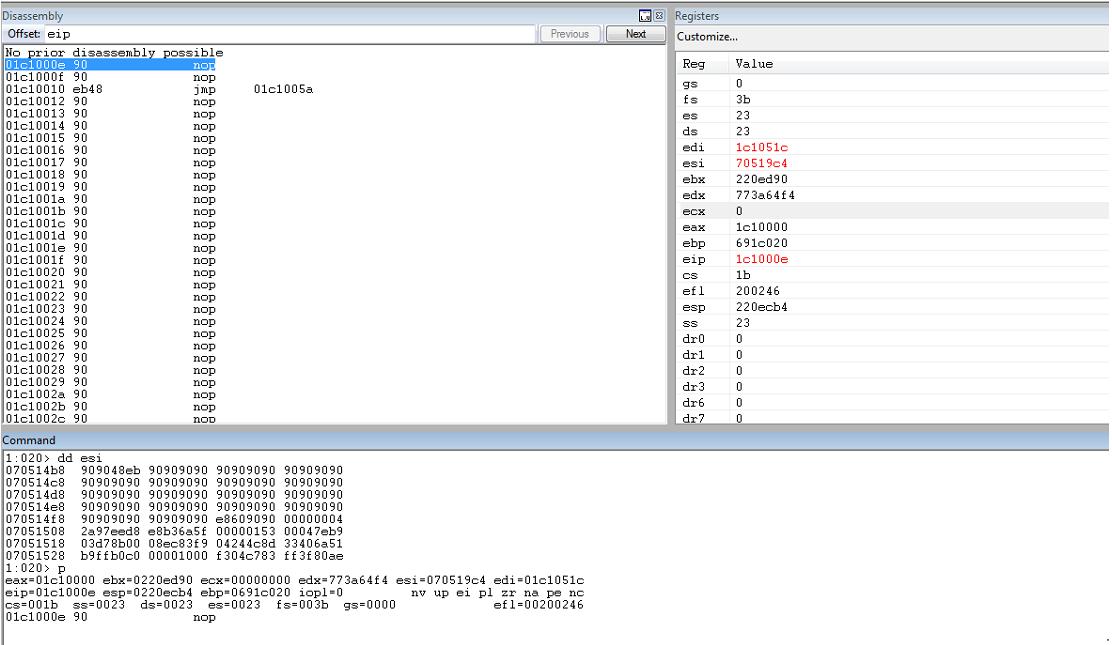 Disassembly
Offset: eip
Previous
Next
No prior disassembly possible
01c1000e 90 nop
01c1000f 90 nop
01c10010 eb48 jmp 01c1005a
01c10012 90 nop
01c10013 90 nop
01c10014 90 nop
01c10015 90 nop
01c10016 90 nop
01c10017 90 nop
01c10018 90 nop
01c10019 90 nop
01c1001a 90 nop
01c1001b 90 nop
01c1001c 90 nop
01c1001d 90 nop
01c1001e 90 nop
01c1001f 90 nop
01c10020 90 nop
01c10021 90 nop
01c10022 90 nop
01c10023 90 nop
01c10024 90 nop
01c10025 90 nop
01c10026 90 nop
01c10027 90 nop
01c10028 90 nop
01c10029 90 nop
01c1002a 90 nop
01c1002b 90 nop
01c1002c 90 nop
Registers
Customize...
Reg Value
gs 0
fs 3b
es 23
ds 23
edi 1c1051c
esi 70519c4
ebx 220ed90
edx 773a64f4
ecx 0
eax 1c10000
ebp 691c020
eip 1c1000e
cs 1b
efl 200246
esp 220ecb4
ss 23
dr0 0
dr1 0
dr2 0
dr3 0
dr6 0
dr7 0
Command
1:020> dd esi
070514b8 909048eb 90909090 90909090 90909090
070514c8 90909090 90909090 90909090 90909090
070514d8 90909090 90909090 90909090 90909090
070514e8 90909090 90909090 90909090 90909090
070514f8 90909090 90909090 e8609090 00000004
07051508 2a97eed8 e8b36a5f 00000153 00047eb9
07051518 03d78b00 08ec83f9 04244c8d 33406a51
07051528 b9ffb0c0 00001000 f304c783 ff3f80ae
1:020> p
eax=01c10000 ebx=0220ed90 ecx=00000000 edx=773a64f4 esi=070519c4 edi=01c1051c
eip=01c1000e esp=0220ecb4 ebp=0691c020 iopl=0 nv up ei pl zr na pe nc
cs=001b ss=0023 ds=0023 es=0023 fs=003b gs=0000 efl=00200246
01c1000e 90 nop